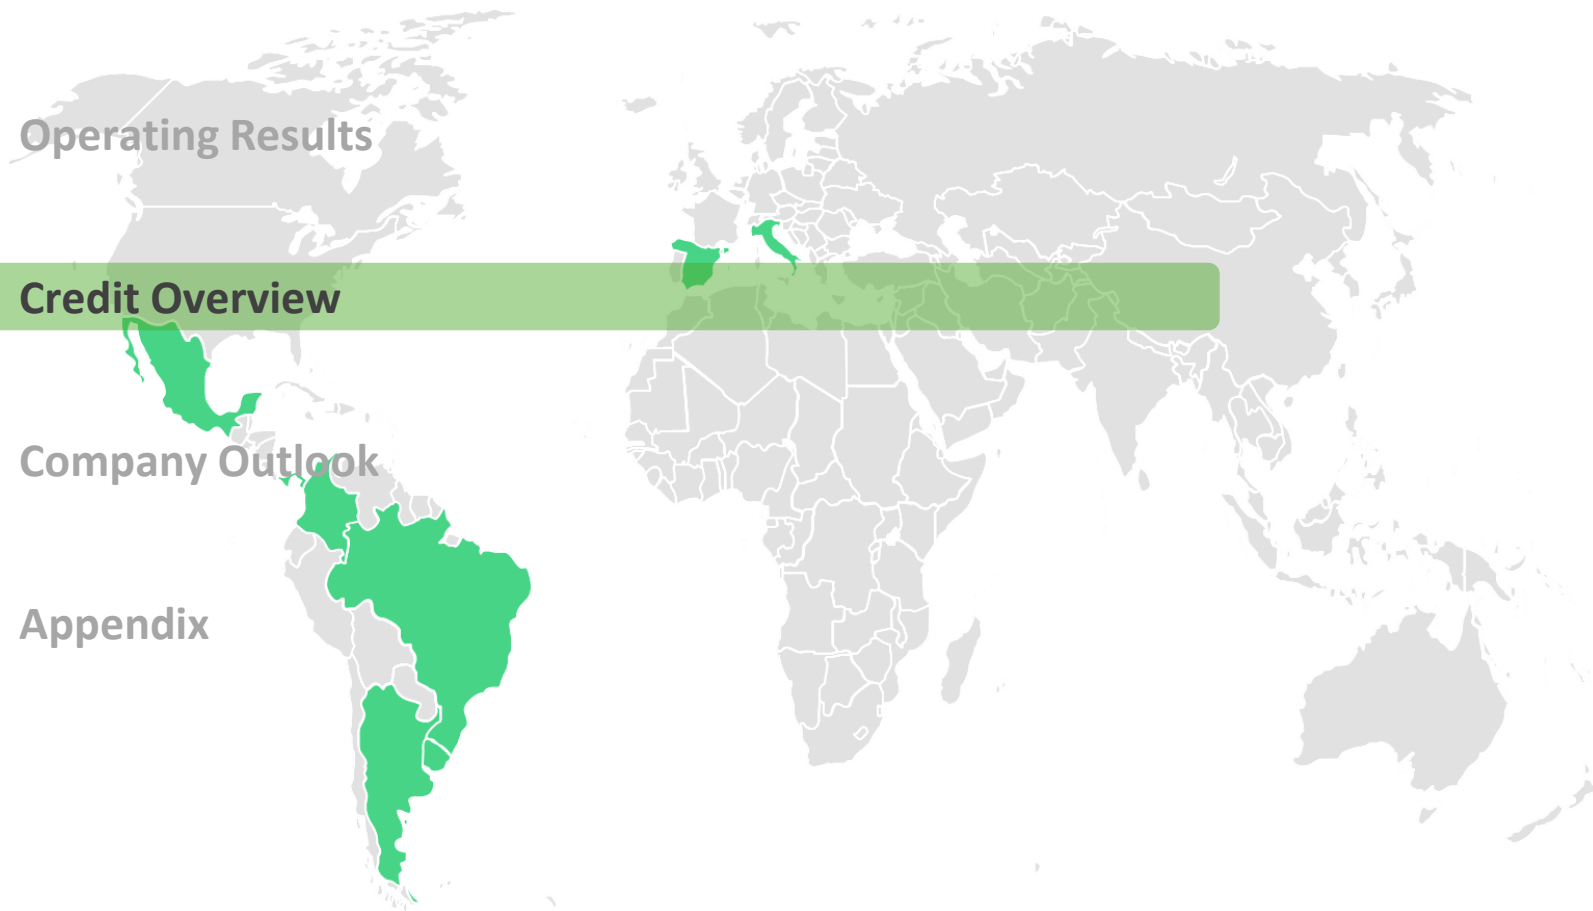 Operating Results
Credit Overview
Company Outlook
Appendix